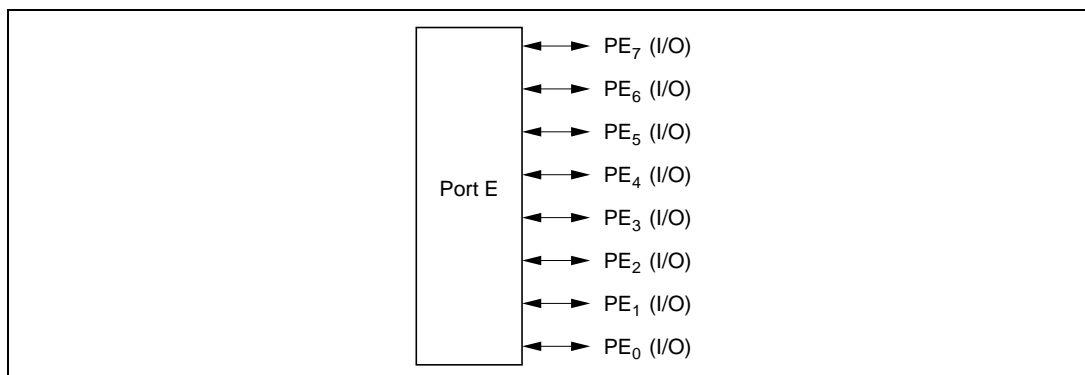 PE7 (I/O)
PE6 (I/O)
PE5 (I/O)
PE4 (I/O)
Port E
PE3 (I/O)
PE2 (I/O)
PE1 (I/O)
PE0 (I/O)